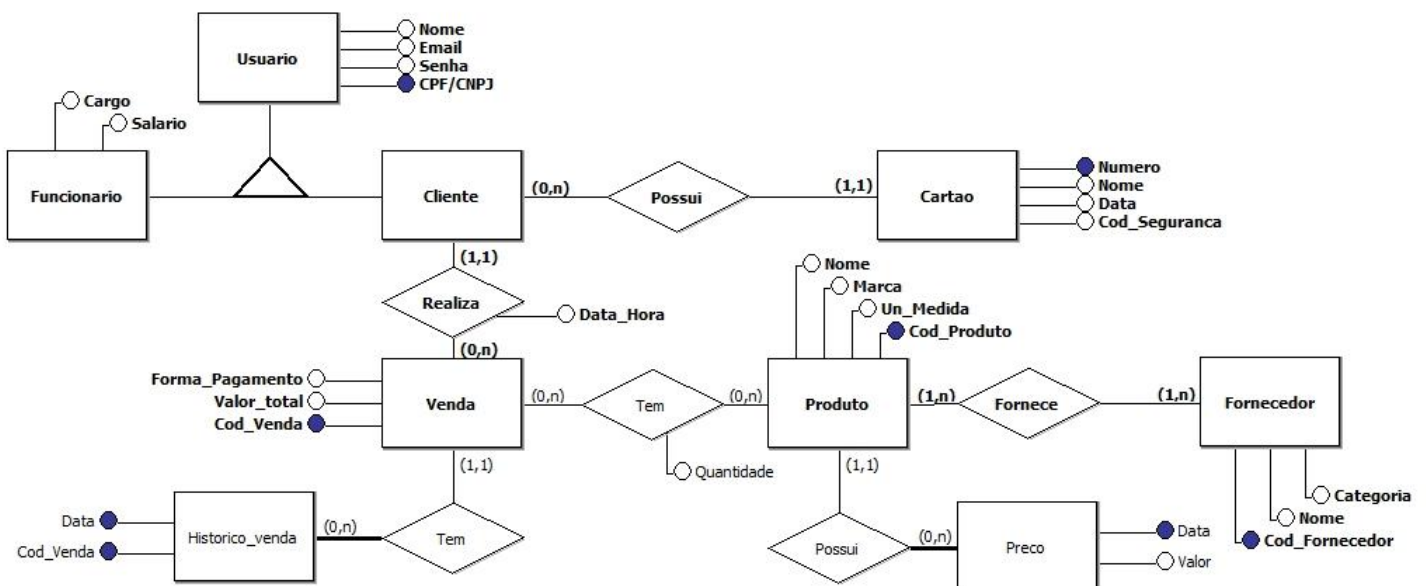 Nome
Email
Usuario
Senha
CPF/CNPJ
Cargo
Salario
Funcionario
Cliente
(0,n)
Possui
(1,1)
Cartao
Numero
Nome
Data
Cod_Seguranca
(1,1)
Realiza
Data_Hora
(0,n)
Nome
Marca
Un_Medida
Cod_Produto
Forma_Pagamento
Valor_total
Cod_Venda
Venda
(0,n)
Tem
(0,n)
Quantidade
Produto
(1,n)
Fornece
(1,n)
Fornecedor
Categoria
Nome
Cod_Fornecedor
(1,1)
Data
Cod_Venda
Historico_venda
(0,n)
Tem
(1,1)
Possui
(0,n)
Preco
Data
Valor